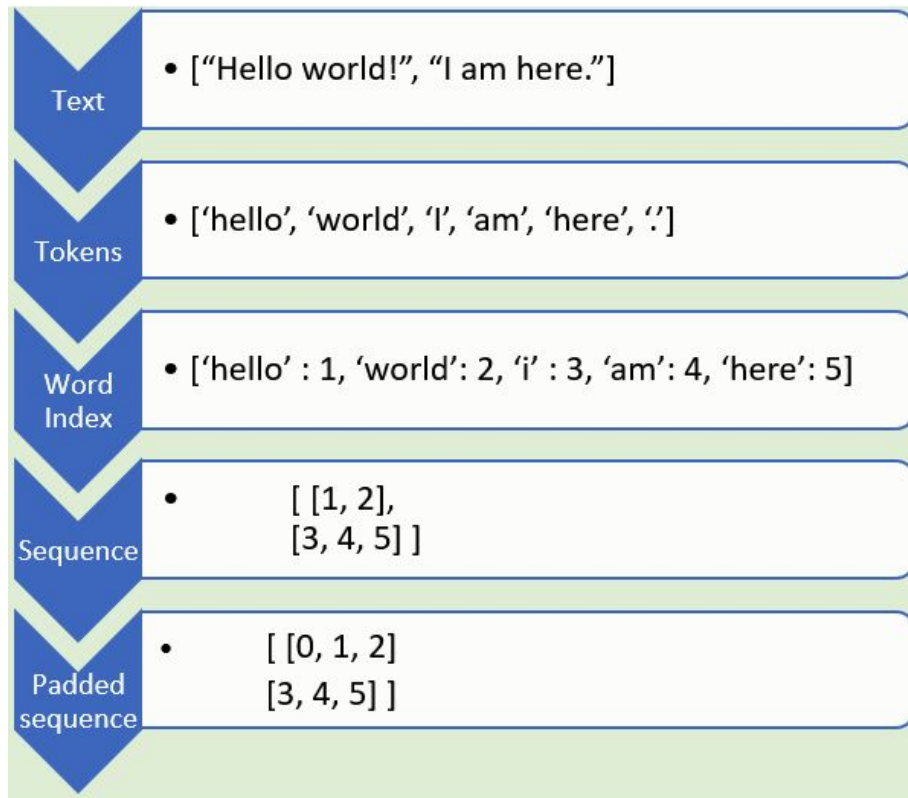 Text
• [“Hello world!”, “I am here.”]
Tokens
• [‘hello’, ‘world’, ‘I’, ‘am’, ‘here’, ‘.’]
Word
Index
• [‘hello’ : 1, ‘world’: 2, ‘i’ : 3, ‘am’: 4, ‘here’: 5]
Sequence
• [ [1, 2],
[3, 4, 5] ]
Padded
sequence
• [ [0, 1, 2]
[3, 4, 5] ]